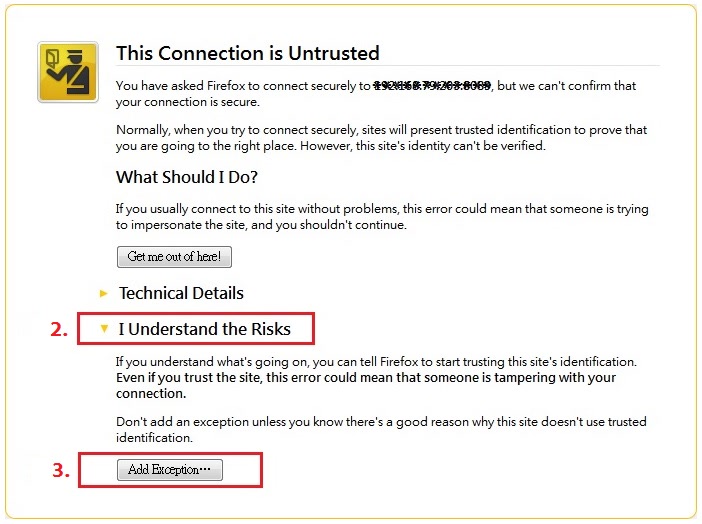 This Connection is Untrusted
You have asked Firefox to connect securely to , but we can't confirm that
your connection is secure.
Normally, when you try to connect securely, sites will present trusted identification to prove that
you are going to the right place. However, this site's identity can't be verified.
What Should I Do?
If you usually connect to this site without problems, this error could mean that someone is trying
to impersonate the site, and you shouldn't continue.
Get me out of here!
Technical Details
2. I Understand the Risks
If you understand what's going on, you can tell Firefox to start trusting this site's identification.
Even if you trust the site, this error could mean that someone is tampering with your
connection.
Don't add an exception unless you know there's a good reason why this site doesn't use trusted
identification.
3. Add Exception…